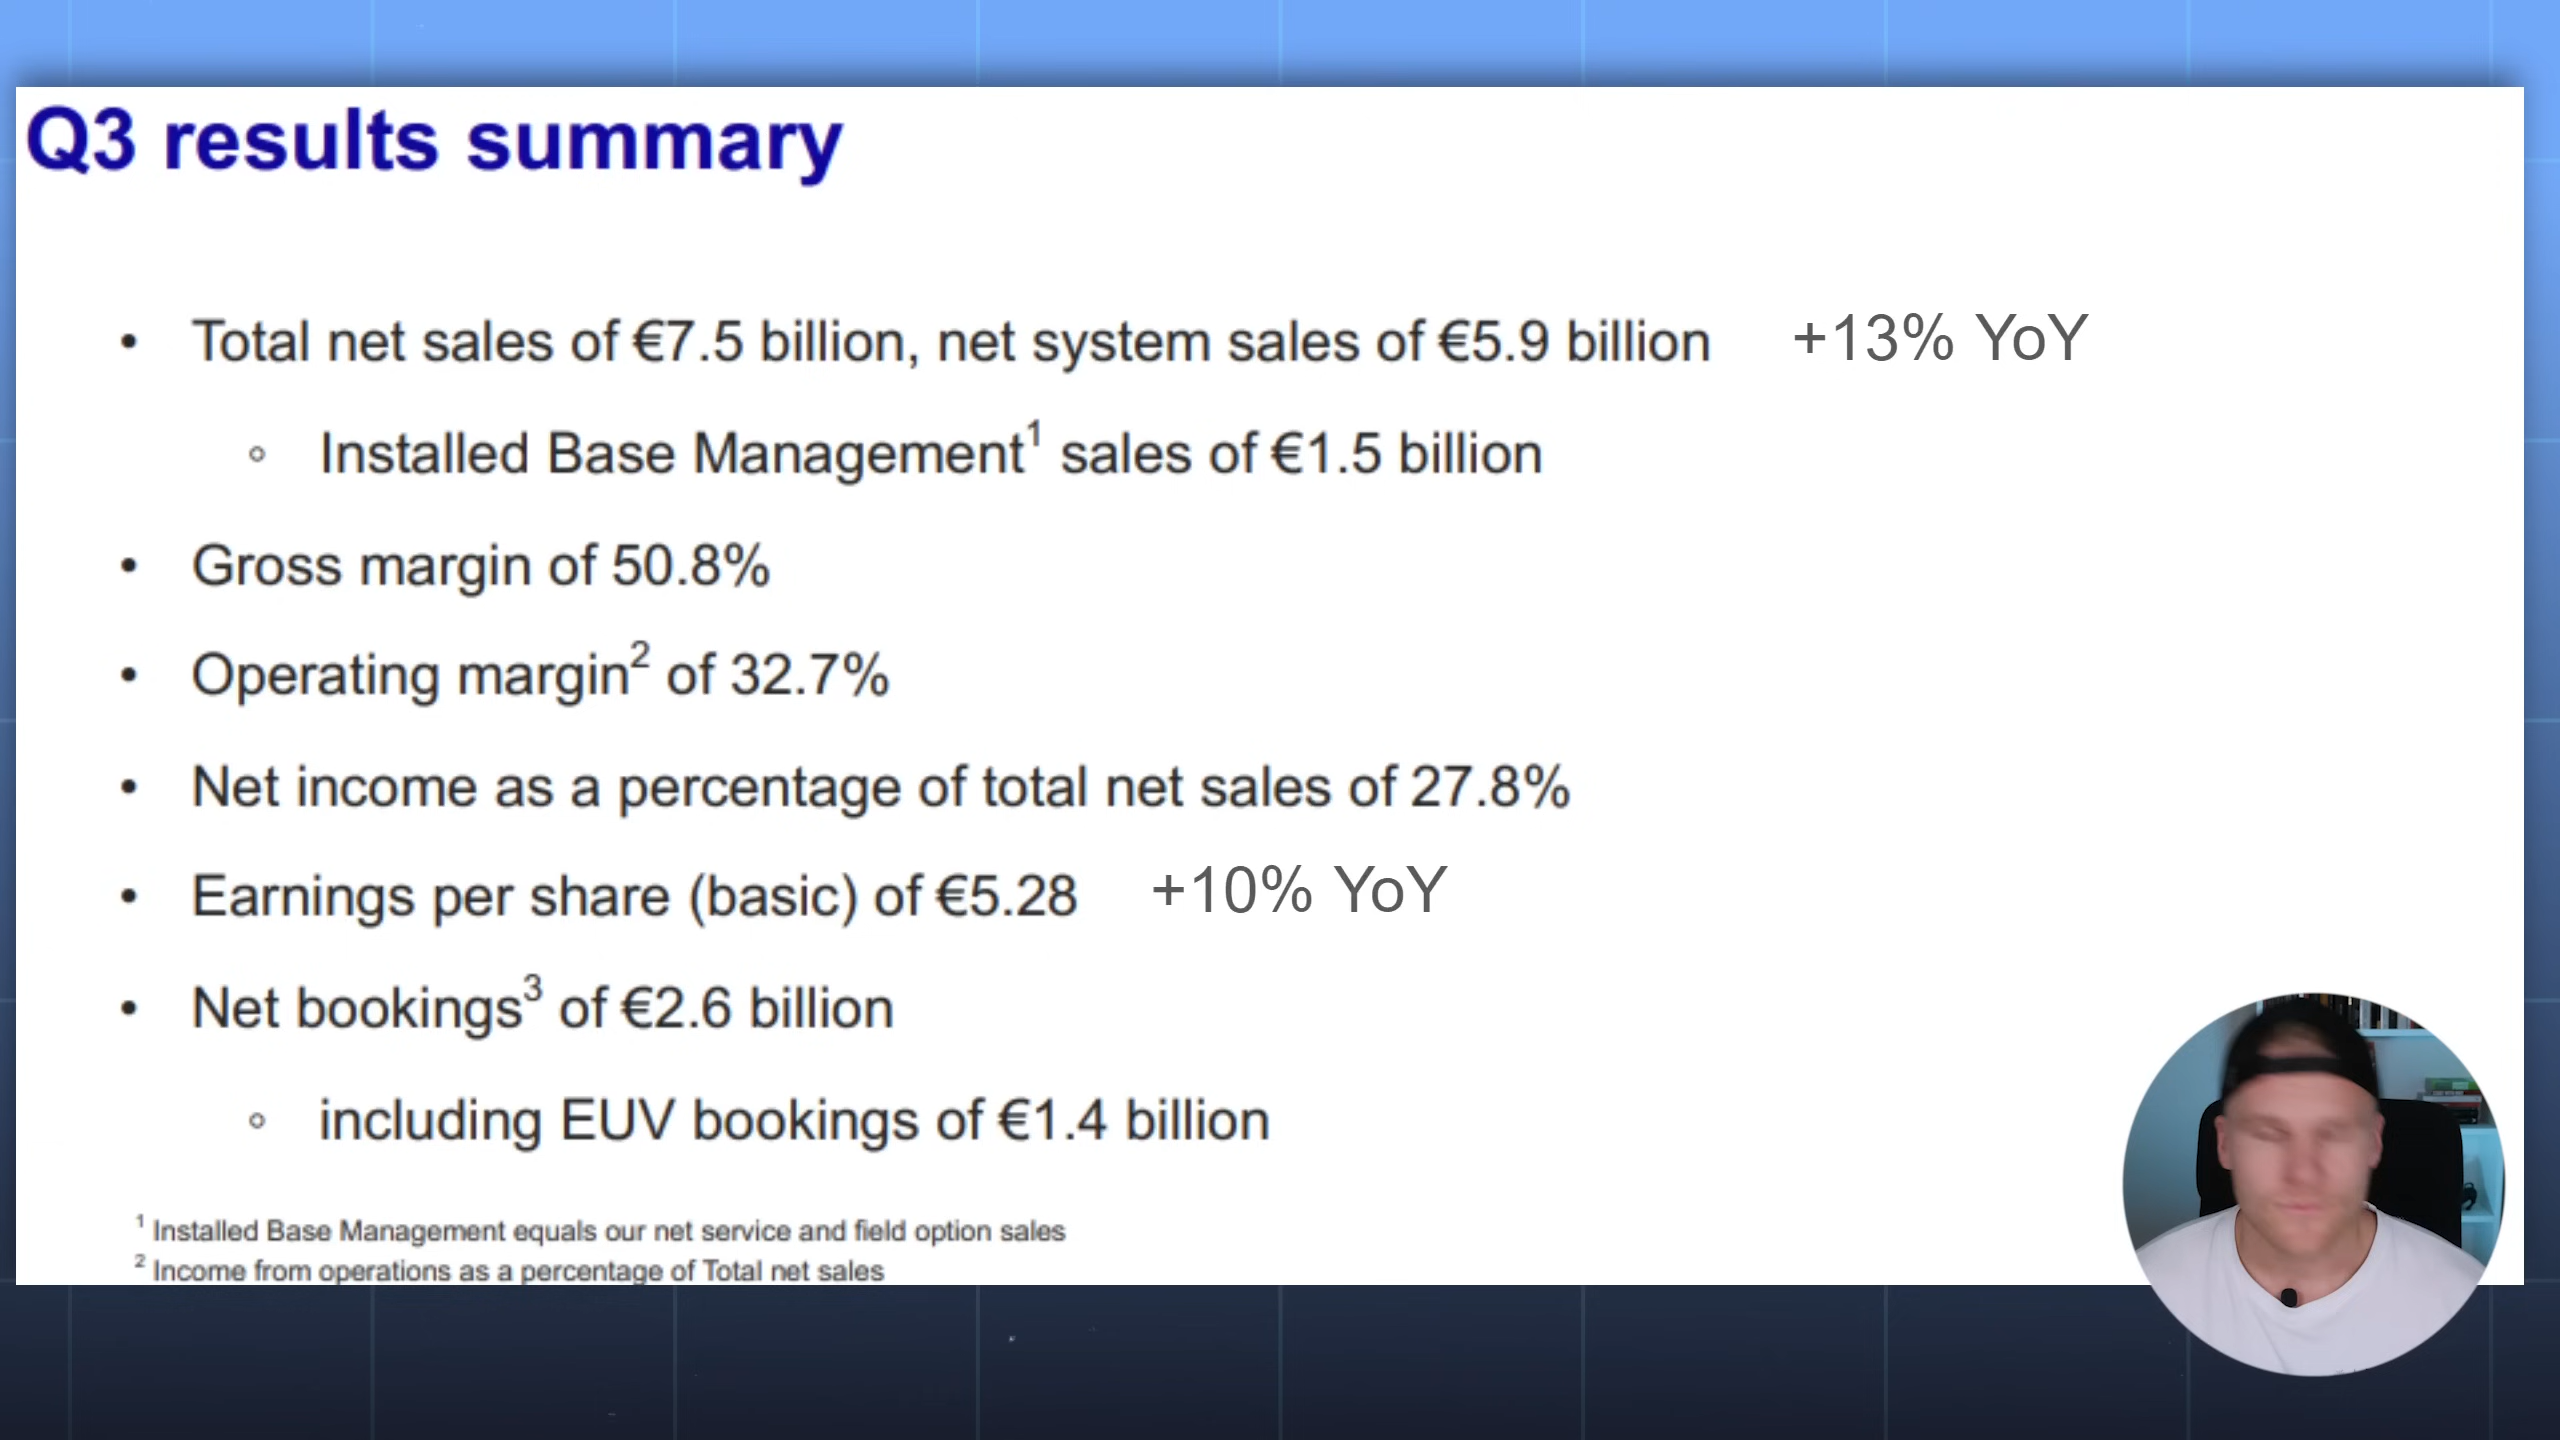 Q3 results summary
• Total net sales of €7.5 billion, net system sales of €5.9 billion +13% YoY
◦ Installed Base Management¹ sales of €1.5 billion
• Gross margin of 50.8%
• Operating margin² of 32.7%
• Net income as a percentage of total net sales of 27.8%
• Earnings per share (basic) of €5.28 +10% YoY
• Net bookings³ of €2.6 billion
◦ including EUV bookings of €1.4 billion
¹ Installed Base Management equals our net service and field option sales
² Income from operations as a percentage of Total net sales